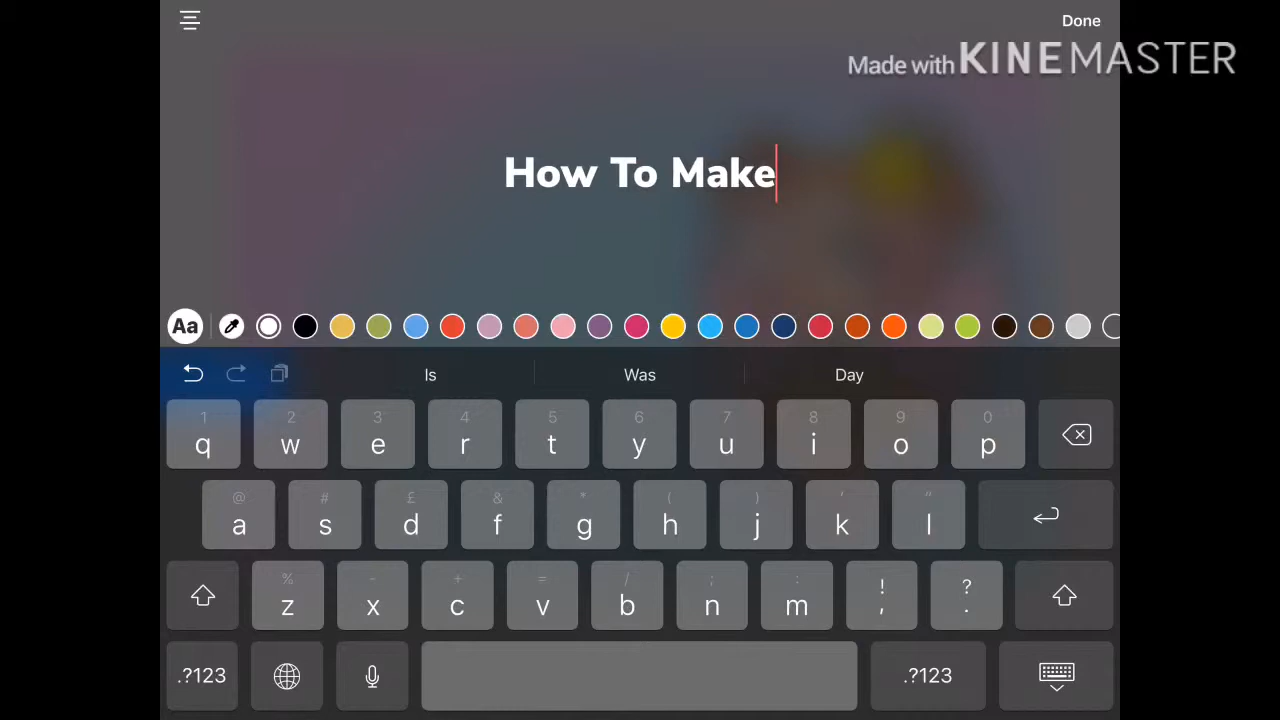 Done
Made with KINEMASTER
How To Make
Aa
Is Was Day
1 2 3 4 5 6 7 8 9 0
q w e r t y u i o p
@ # £ & * ( ) ' "
a s d f g h j k l
% - + = / ; : ! ?
z x c v b n m , .
.?123 .?123